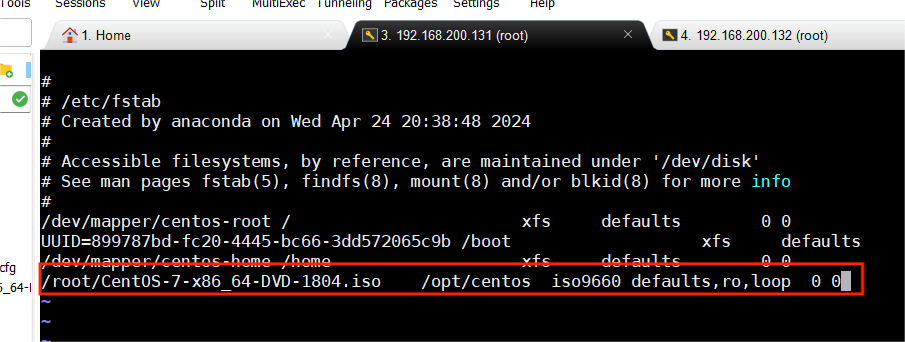 Tools Sessions View Split MultiExec Tunneling Packages Settings Help
1. Home 3. 192.168.200.131 (root) 4. 192.168.200.132 (root)
#
# /etc/fstab
# Created by anaconda on Wed Apr 24 20:38:48 2024
#
# Accessible filesystems, by reference, are maintained under '/dev/disk'
# See man pages fstab(5), findfs(8), mount(8) and/or blkid(8) for more info
#
/dev/mapper/centos-root / xfs defaults 0 0
UUID=899787bd-fc20-4445-bc66-3dd572065c9b /boot xfs defaults
/dev/mapper/centos-home /home xfs defaults 0 0
cfg
/root/CentOS-7-x86_64-DVD-1804.iso /opt/centos iso9660 defaults,ro,loop 0 0
~
~
~